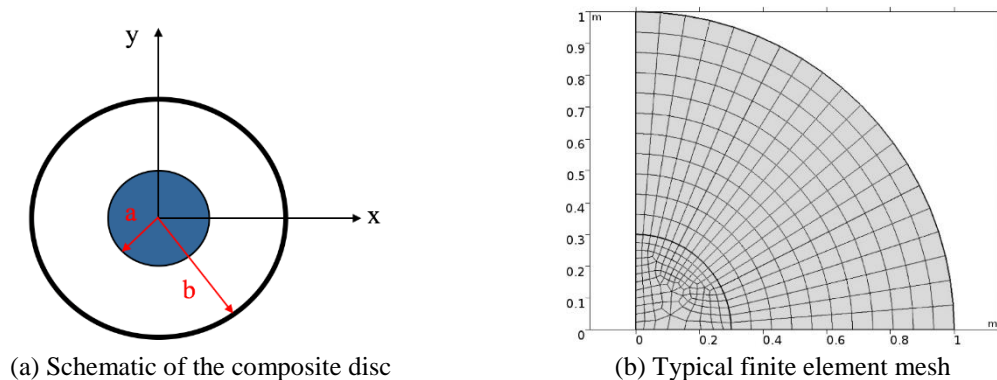 y
x
a
b
(a) Schematic of the composite disc
m
1
0.9
0.8
0.7
0.6
0.5
0.4
0.3
0.2
0.1
0
0 0.2 0.4 0.6 0.8 1 m
(b) Typical finite element mesh